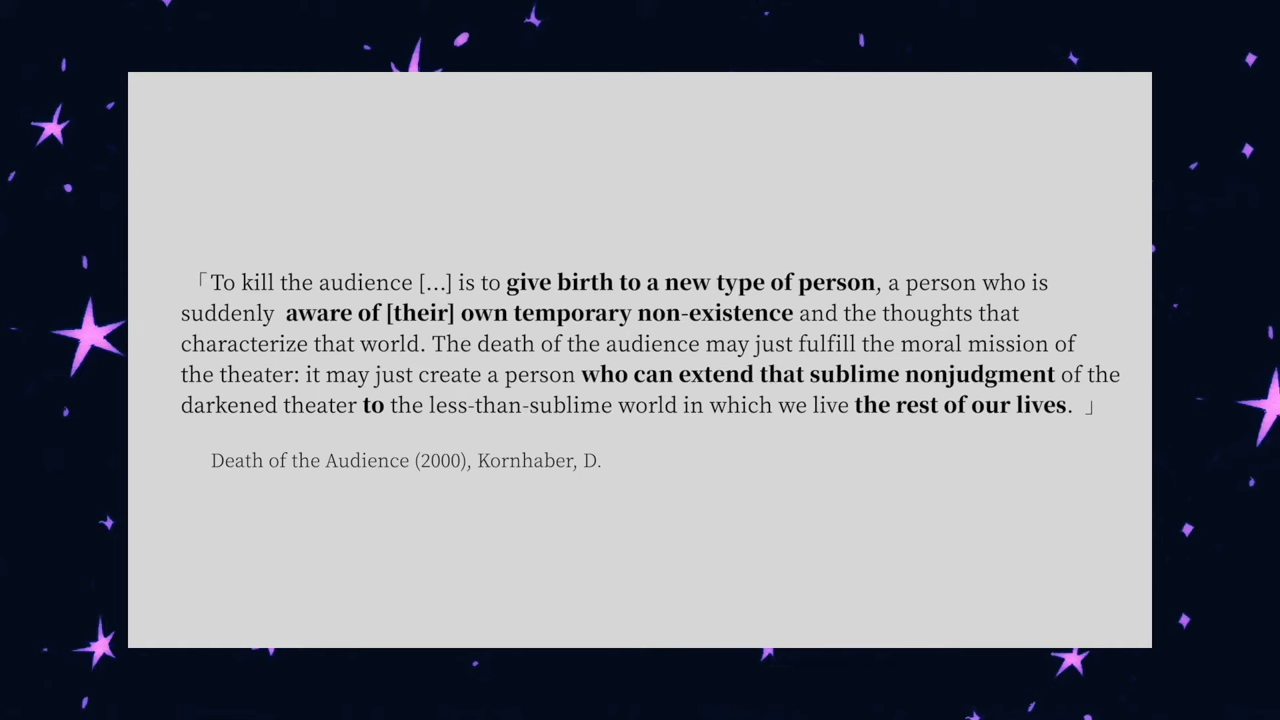 「To kill the audience [...] is to give birth to a new type of person, a person who is
suddenly aware of [their] own temporary non-existence and the thoughts that
characterize that world. The death of the audience may just fulfill the moral mission of
the theater: it may just create a person who can extend that sublime nonjudgment of the
darkened theater to the less-than-sublime world in which we live the rest of our lives. 」
Death of the Audience (2000), Kornhaber, D.